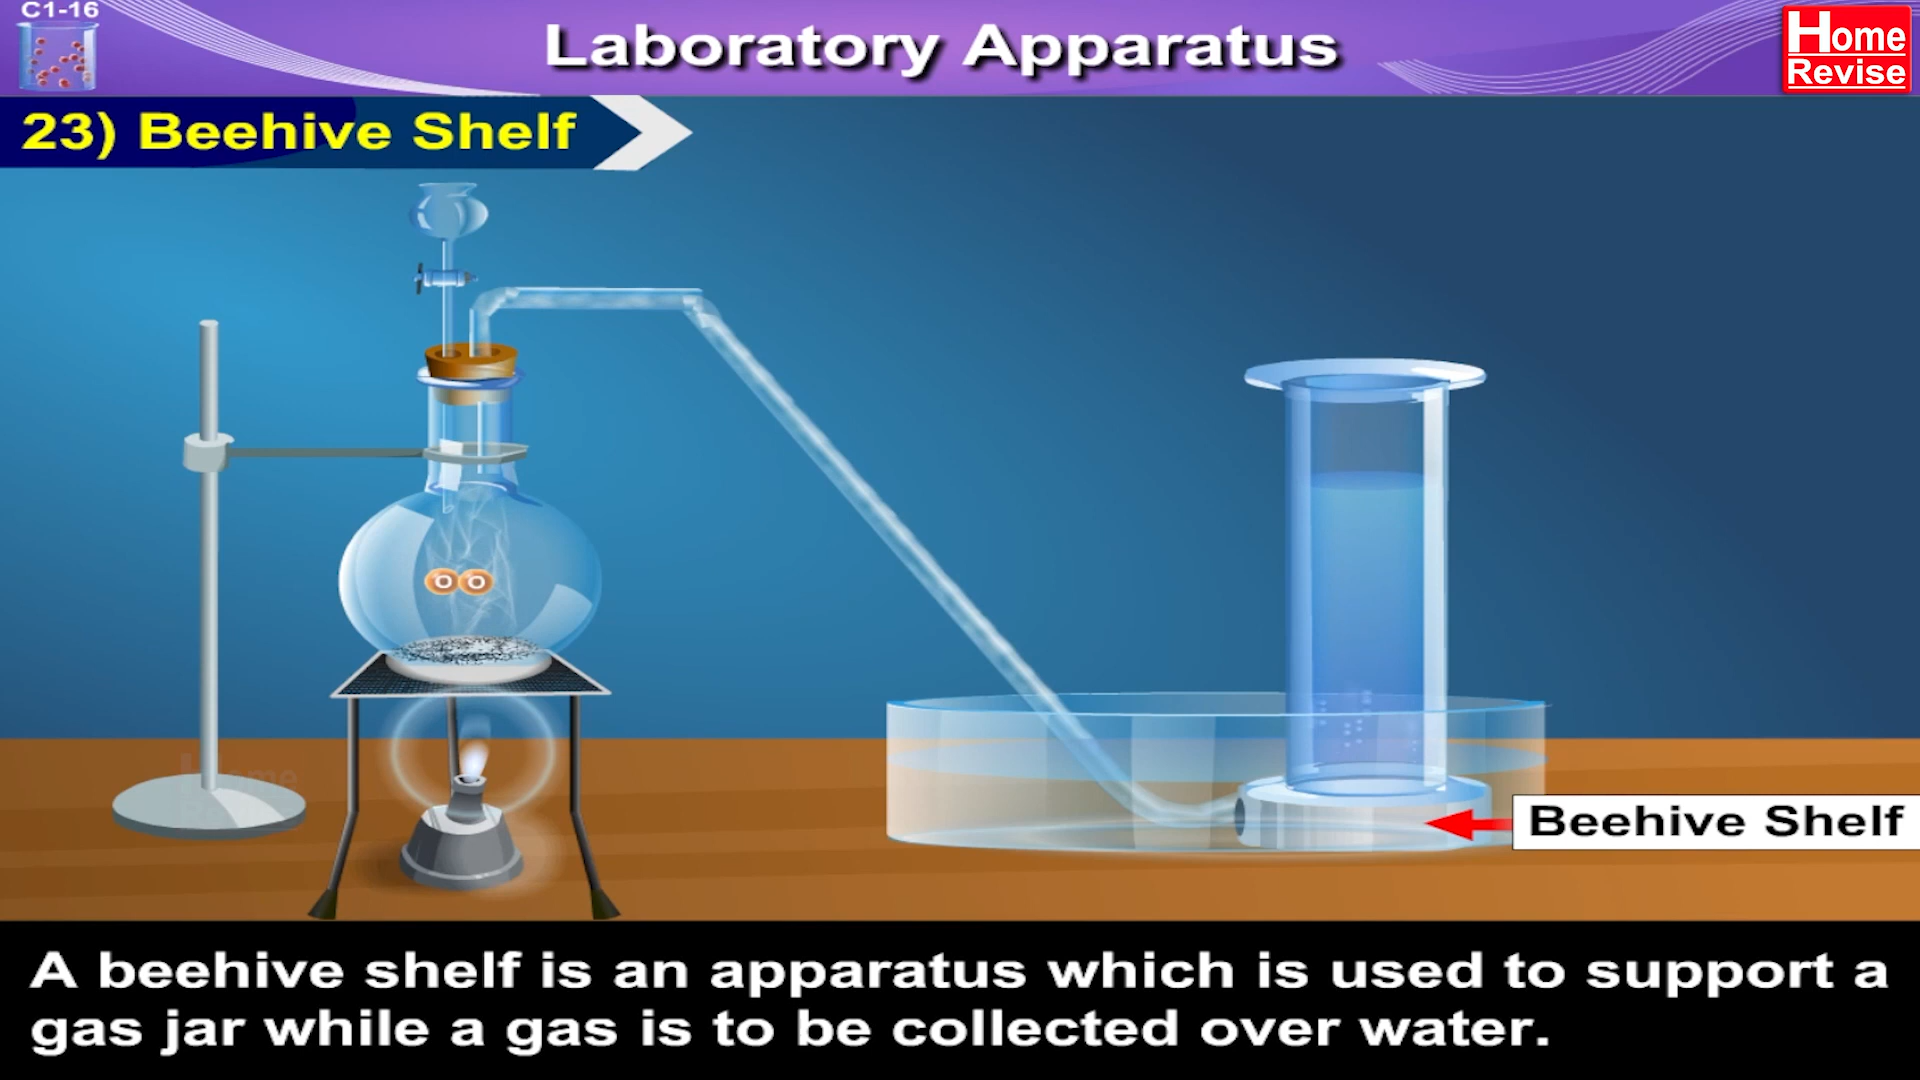 C1-16
Laboratory Apparatus
Home
Revise
23) Beehive Shelf
O O
Beehive Shelf
A beehive shelf is an apparatus which is used to support a
gas jar while a gas is to be collected over water.